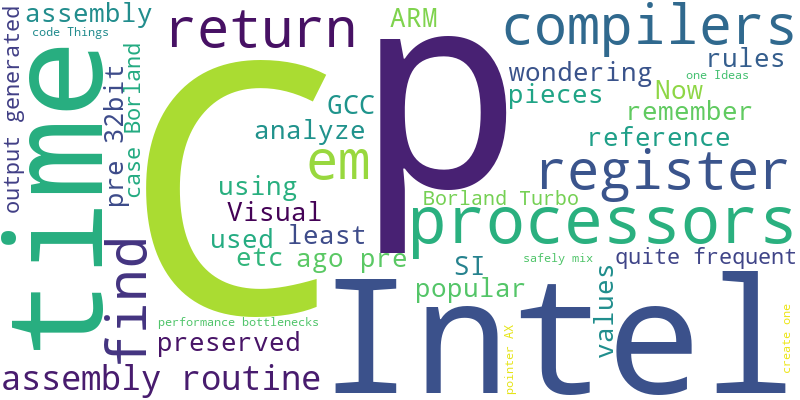 assembly
code Things
return
ARM
compilers
rules
wondering
one Ideas
pieces
Now
remember
GCC
analyze
reference
em
register
using
Borland Turbo
Visual
used
least
processors
etc
ago pre
SI
quite frequent
safely mix
popular
C
p
time
output generated
pre 32bit
case Borland
find
Intel
values
performance bottlenecks
preserved
assembly routine
pointer AX
create one